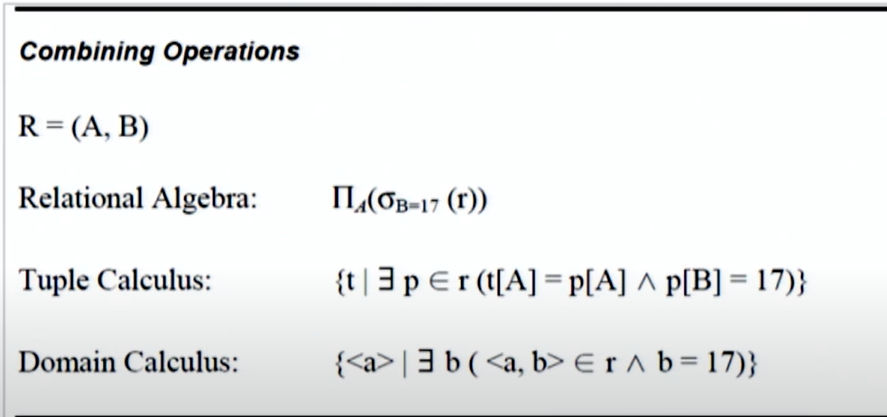 Combining Operations
R = (A, B)
Relational Algebra: Π_A(σ_B=17 (r))
Tuple Calculus: {t | ∃ p ∈ r (t[A] = p[A] ∧ p[B] = 17)}
Domain Calculus: {<a> | ∃ b ( <a, b> ∈ r ∧ b = 17)}